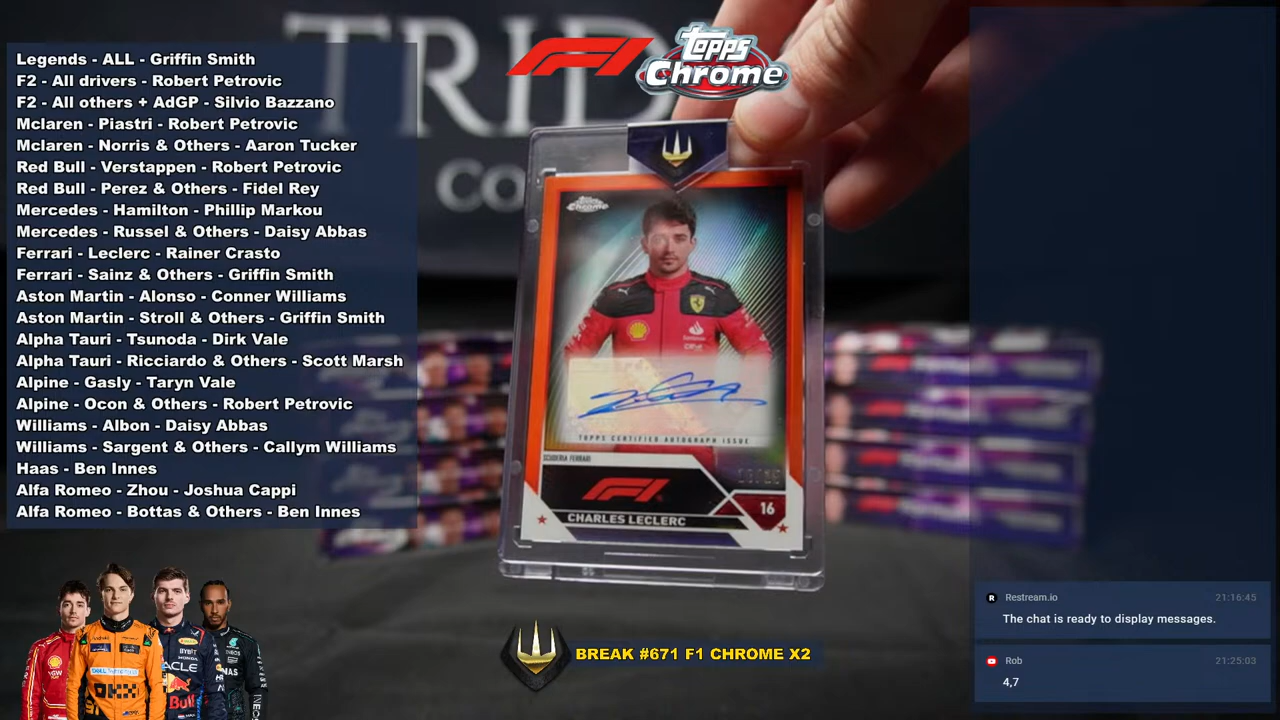 Legends - ALL - Griffin Smith
F2 - All drivers - Robert Petrovic
F2 - All others + AdGP - Silvio Bazzano
Mclaren - Piastri - Robert Petrovic
Mclaren - Norris & Others - Aaron Tucker
Red Bull - Verstappen - Robert Petrovic
Red Bull - Perez & Others - Fidel Rey
Mercedes - Hamilton - Phillip Markou
Mercedes - Russel & Others - Daisy Abbas
Ferrari - Leclerc - Rainer Crasto
Ferrari - Sainz & Others - Griffin Smith
Aston Martin - Alonso - Conner Williams
Aston Martin - Stroll & Others - Griffin Smith
Alpha Tauri - Tsunoda - Dirk Vale
Alpha Tauri - Ricciardo & Others - Scott Marsh
Alpine - Gasly - Taryn Vale
Alpine - Ocon & Others - Robert Petrovic
Williams - Albon - Daisy Abbas
Williams - Sargent & Others - Callym Williams
Haas - Ben Innes
Alfa Romeo - Zhou - Joshua Cappi
Alfa Romeo - Bottas & Others - Ben Innes
TRID
Co
F1
Topps
Chrome
Topps
Chrome
TOPPS CERTIFIED AUTOGRAPH ISSUE
SCUDERIA FERRARI
F1
16
CHARLES LECLERC
BREAK #671 F1 CHROME X2
Restream.io 21:16:45
The chat is ready to display messages.
Rob 21:25:03
4,7